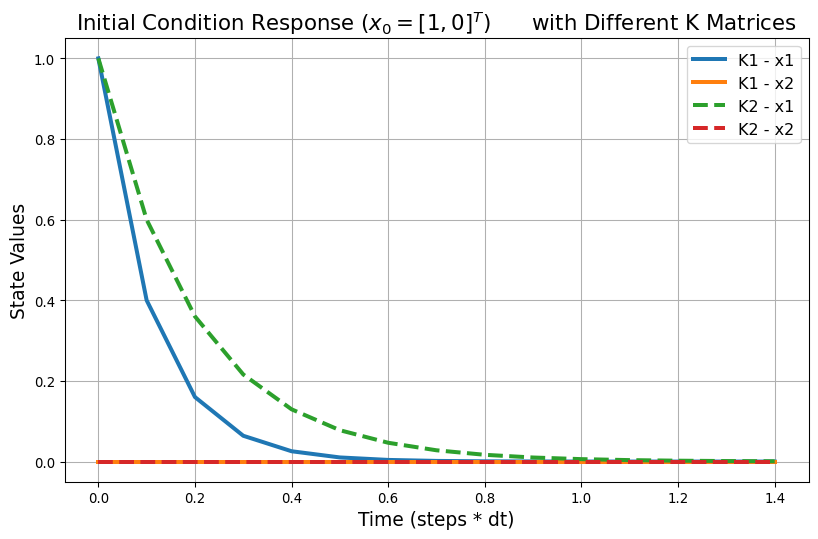 Initial Condition Response ($x_0 = [1, 0]^T$) with Different K Matrices
K1 - x1
K1 - x2
K2 - x1
K2 - x2
State Values
1.0
0.8
0.6
0.4
0.2
0.0
0.0 0.2 0.4 0.6 0.8 1.0 1.2 1.4
Time (steps * dt)